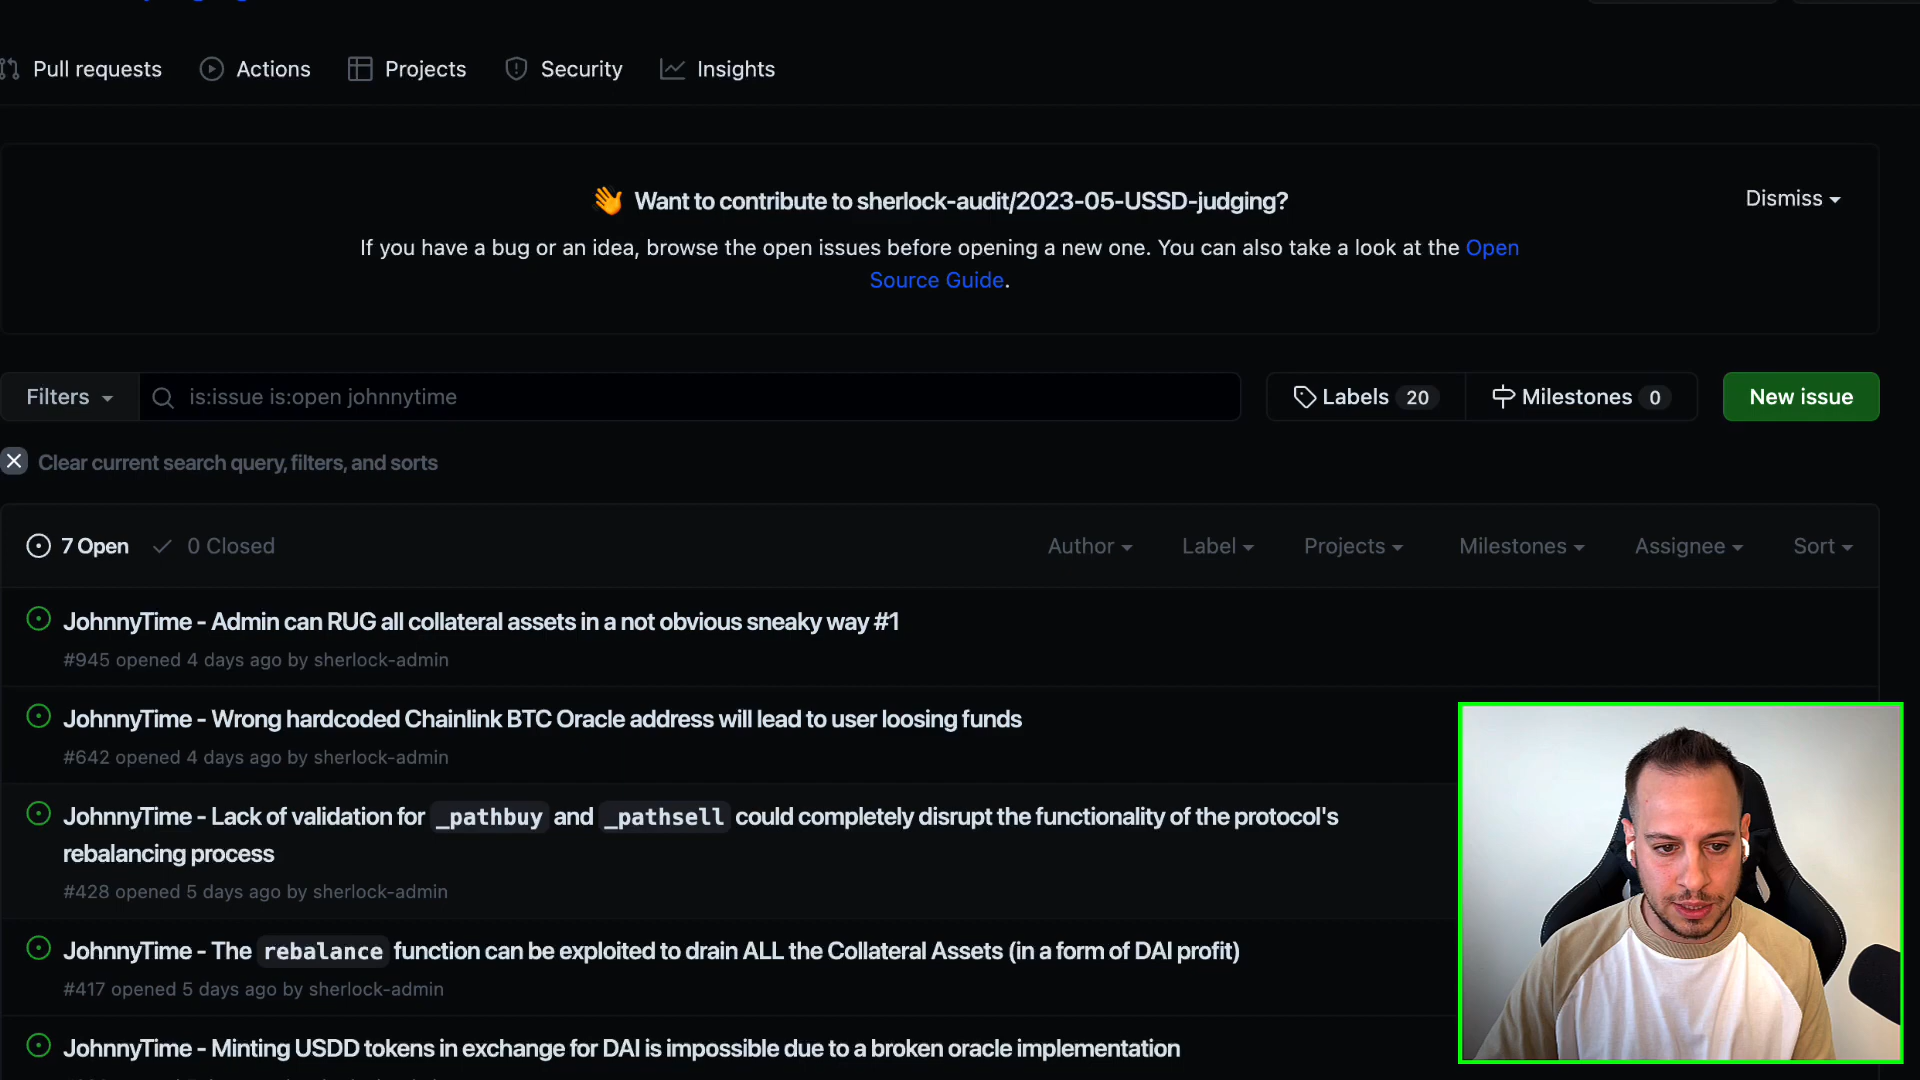 Pull requests Actions Projects Security Insights
👋 Want to contribute to sherlock-audit/2023-05-USSD-judging?
Dismiss
If you have a bug or an idea, browse the open issues before opening a new one. You can also take a look at the Open
Source Guide.
Filters is:issue is:open johnnytime Labels 20 Milestones 0 New issue
Clear current search query, filters, and sorts
7 Open 0 Closed Author Label Projects Milestones Assignee Sort
JohnnyTime - Admin can RUG all collateral assets in a not obvious sneaky way #1
#945 opened 4 days ago by sherlock-admin
JohnnyTime - Wrong hardcoded Chainlink BTC Oracle address will lead to user loosing funds
#642 opened 4 days ago by sherlock-admin
JohnnyTime - Lack of validation for _pathbuy and _pathsell could completely disrupt the functionality of the protocol's
rebalancing process
#428 opened 5 days ago by sherlock-admin
JohnnyTime - The rebalance function can be exploited to drain ALL the Collateral Assets (in a form of DAI profit)
#417 opened 5 days ago by sherlock-admin
JohnnyTime - Minting USDD tokens in exchange for DAI is impossible due to a broken oracle implementation